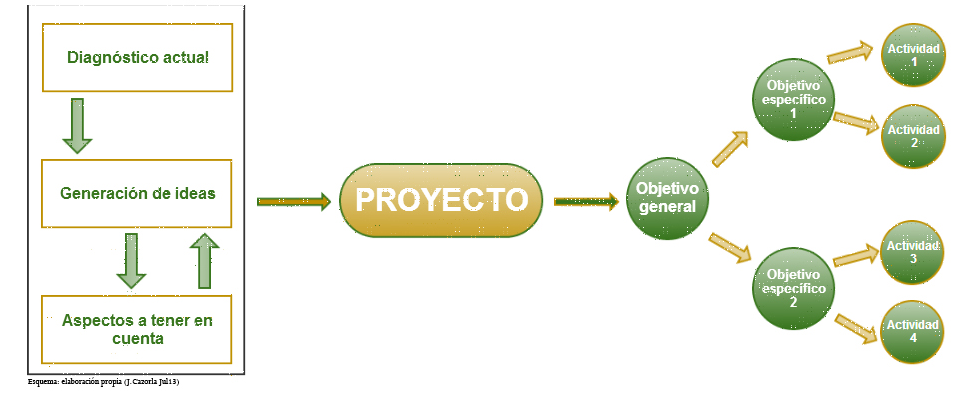 Diagnóstico actual
Generación de ideas
Aspectos a tener en
cuenta
Esquema: elaboración propia (J.Cazorla Jul13)
PROYECTO
Objetivo
general
Objetivo
específico
1
Actividad
1
Actividad
2
Objetivo
específico
2
Actividad
3
Actividad
4